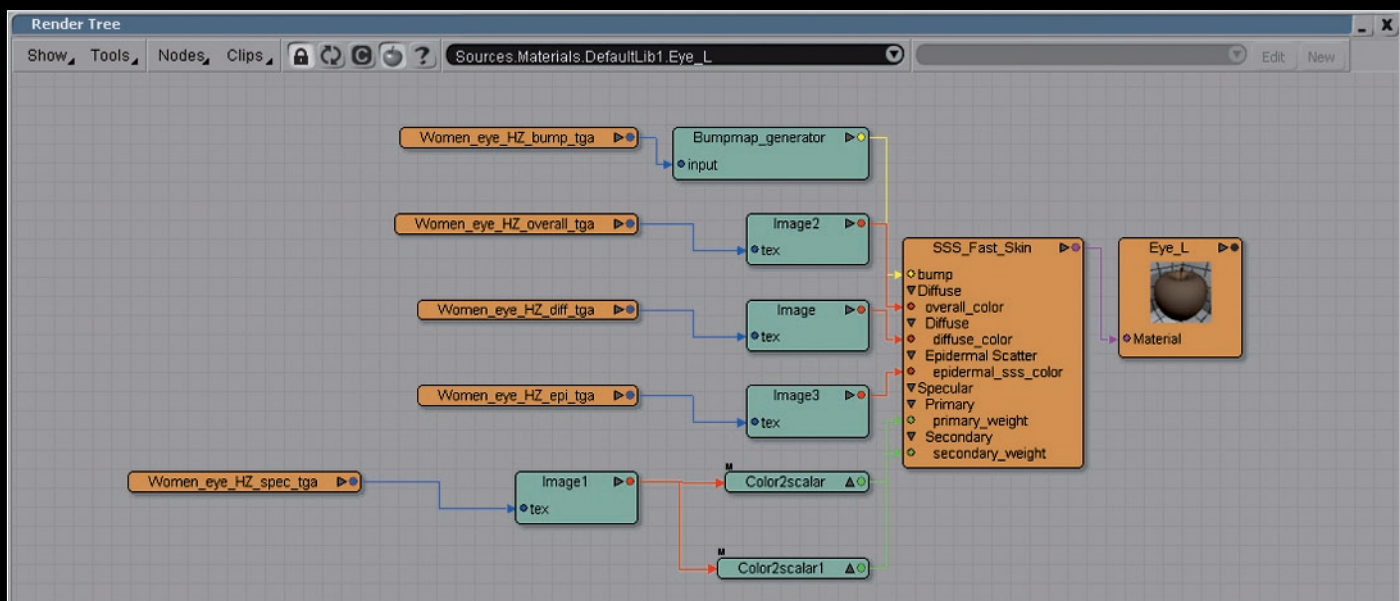 Render Tree
Show Tools Nodes Clips C ? Sources.Materials.DefaultLib1.Eye_L Edit New
Women_eye_HZ_bump_tga
Bumpmap_generator
input
Women_eye_HZ_overall_tga
Image2
tex
Women_eye_HZ_diff_tga
Image
tex
Women_eye_HZ_epi_tga
Image3
tex
Women_eye_HZ_spec_tga
Image1
tex
M
Color2scalar
M
Color2scalar1
SSS_Fast_Skin
bump
Diffuse
overall_color
Diffuse
diffuse_color
Epidermal Scatter
epidermal_sss_color
Specular
Primary
primary_weight
Secondary
secondary_weight
Eye_L
Material